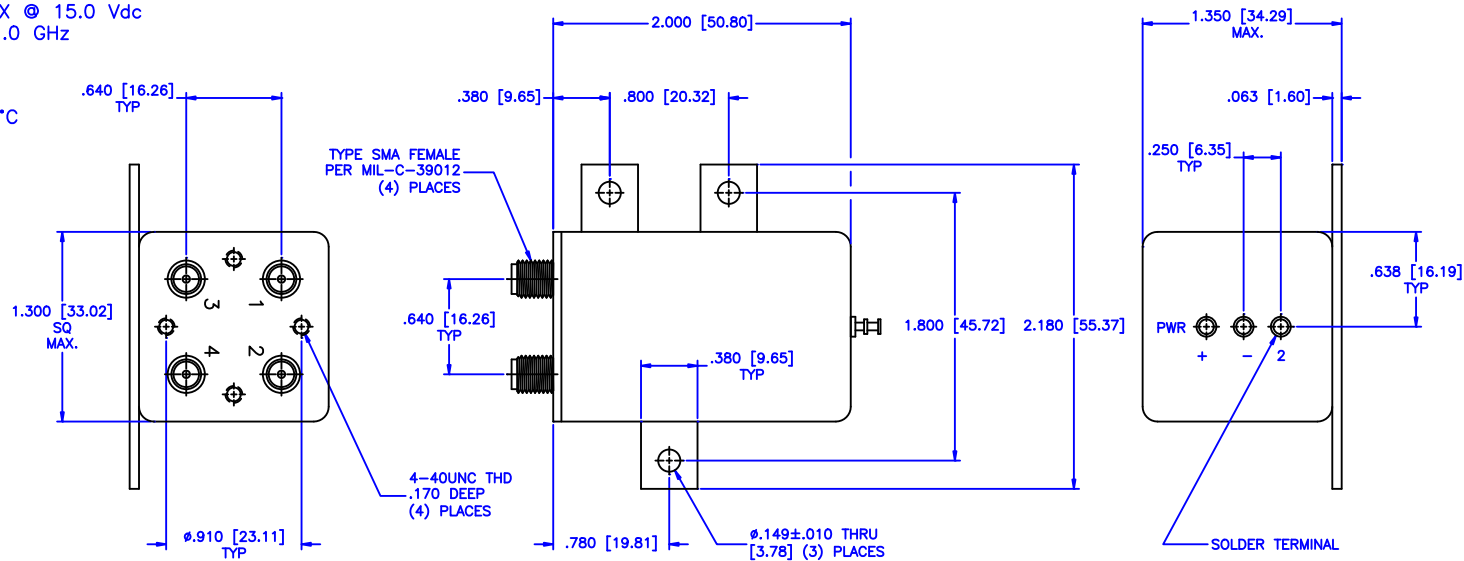 X @ 15.0 Vdc
.0 GHz
°C
.640 [16.26]
TYP
1.300 [33.02]
SQ
MAX.
3
1
4
2
ø.910 [23.11]
TYP
4-40UNC THD
.170 DEEP
(4) PLACES
TYPE SMA FEMALE
PER MIL-C-39012
(4) PLACES
2.000 [50.80]
.380 [9.65]
.800 [20.32]
.640 [16.26]
TYP
.380 [9.65]
TYP
1.800 [45.72]
2.180 [55.37]
.780 [19.81]
ø.149±.010 THRU
[3.78] (3) PLACES
1.350 [34.29]
MAX.
.063 [1.60]
.250 [6.35]
TYP
.638 [16.19]
TYP
PWR
+ - 2
SOLDER TERMINAL